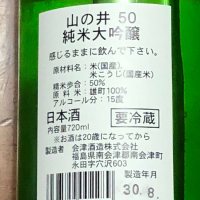 山の井 50
純米大吟醸
感じるままに飲んで下さい。
原材料名：米(国産)、
米こうじ(国産米)
精米歩合：50%
原料米：雄町100%
アルコール分：15度
日本酒
内容量720ml
要冷蔵
※お酒は20歳になってから
製造者：会津酒造株式会社
福島県南会津郡南会津町
永田字穴沢603
製造年月
30.8